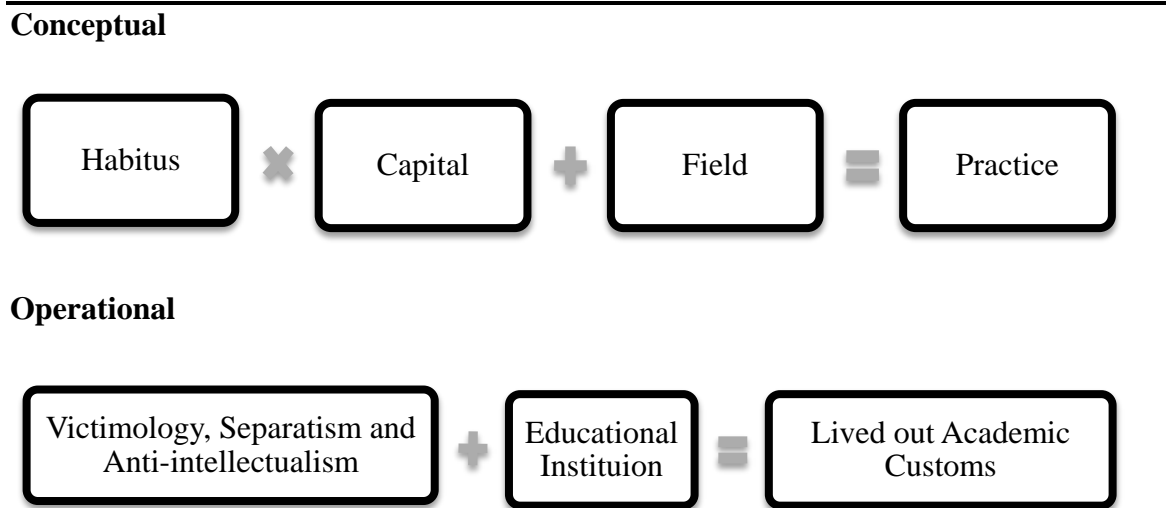 Conceptual
Habitus
Capital
Field
Practice
Operational
Victimology, Separatism and
Anti-intellectualism
Educational
Instituion
Lived out Academic
Customs